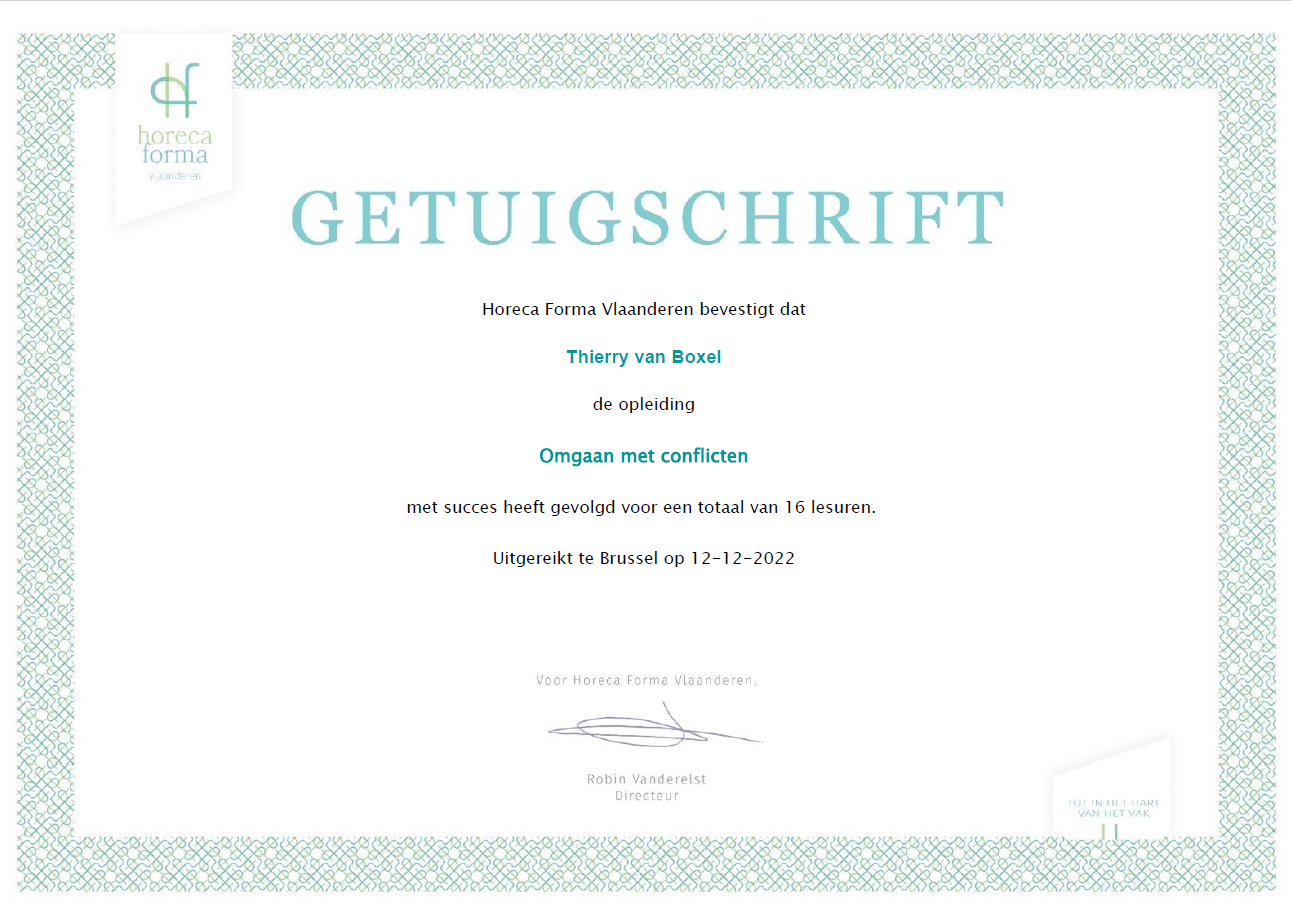 horeca
forma
vlaanderen
GETUIGSCHRIFT
Horeca Forma Vlaanderen bevestigt dat
Thierry van Boxel
de opleiding
Omgaan met conflicten
met succes heeft gevolgd voor een totaal van 16 lesuren.
Uitgereikt te Brussel op 12-12-2022
Voor Horeca Forma Vlaanderen,
Robin Vanderelst
Directeur
TOT IN HET HART
VAN HET VAK